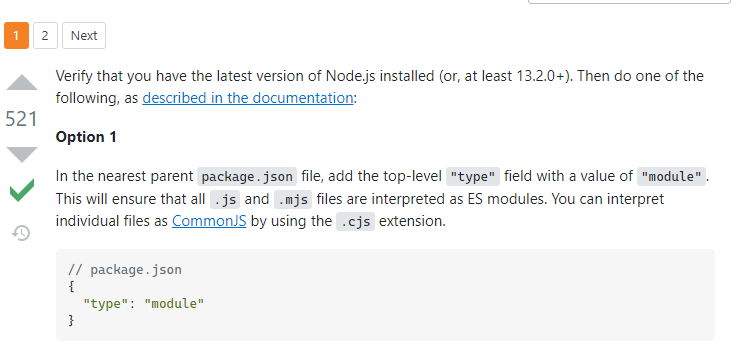 1 2 Next
Verify that you have the latest version of Node.js installed (or, at least 13.2.0+). Then do one of the
following, as described in the documentation:
521
Option 1
In the nearest parent package.json file, add the top-level "type" field with a value of "module".
This will ensure that all .js and .mjs files are interpreted as ES modules. You can interpret
individual files as CommonJS by using the .cjs extension.
// package.json
{
  "type": "module"
}